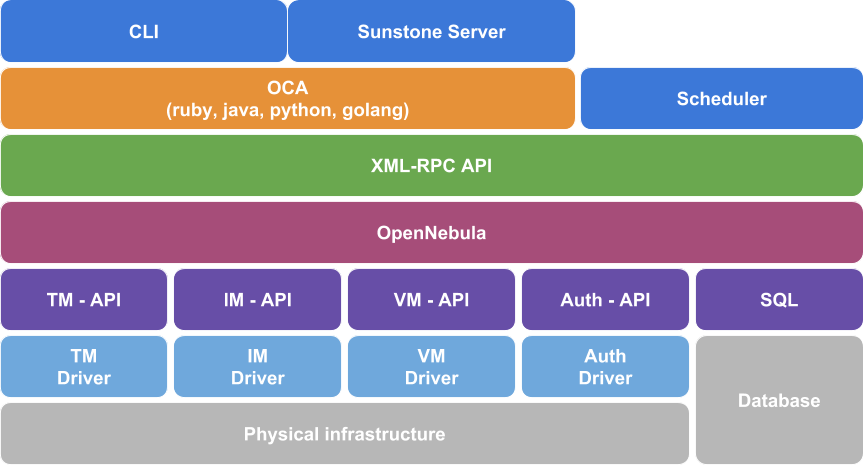 CLI
Sunstone Server
OCA
(ruby, java, python, golang)
Scheduler
XML-RPC API
OpenNebula
TM - API
IM - API
VM - API
Auth - API
SQL
TM
Driver
IM
Driver
VM
Driver
Auth
Driver
Database
Physical infrastructure